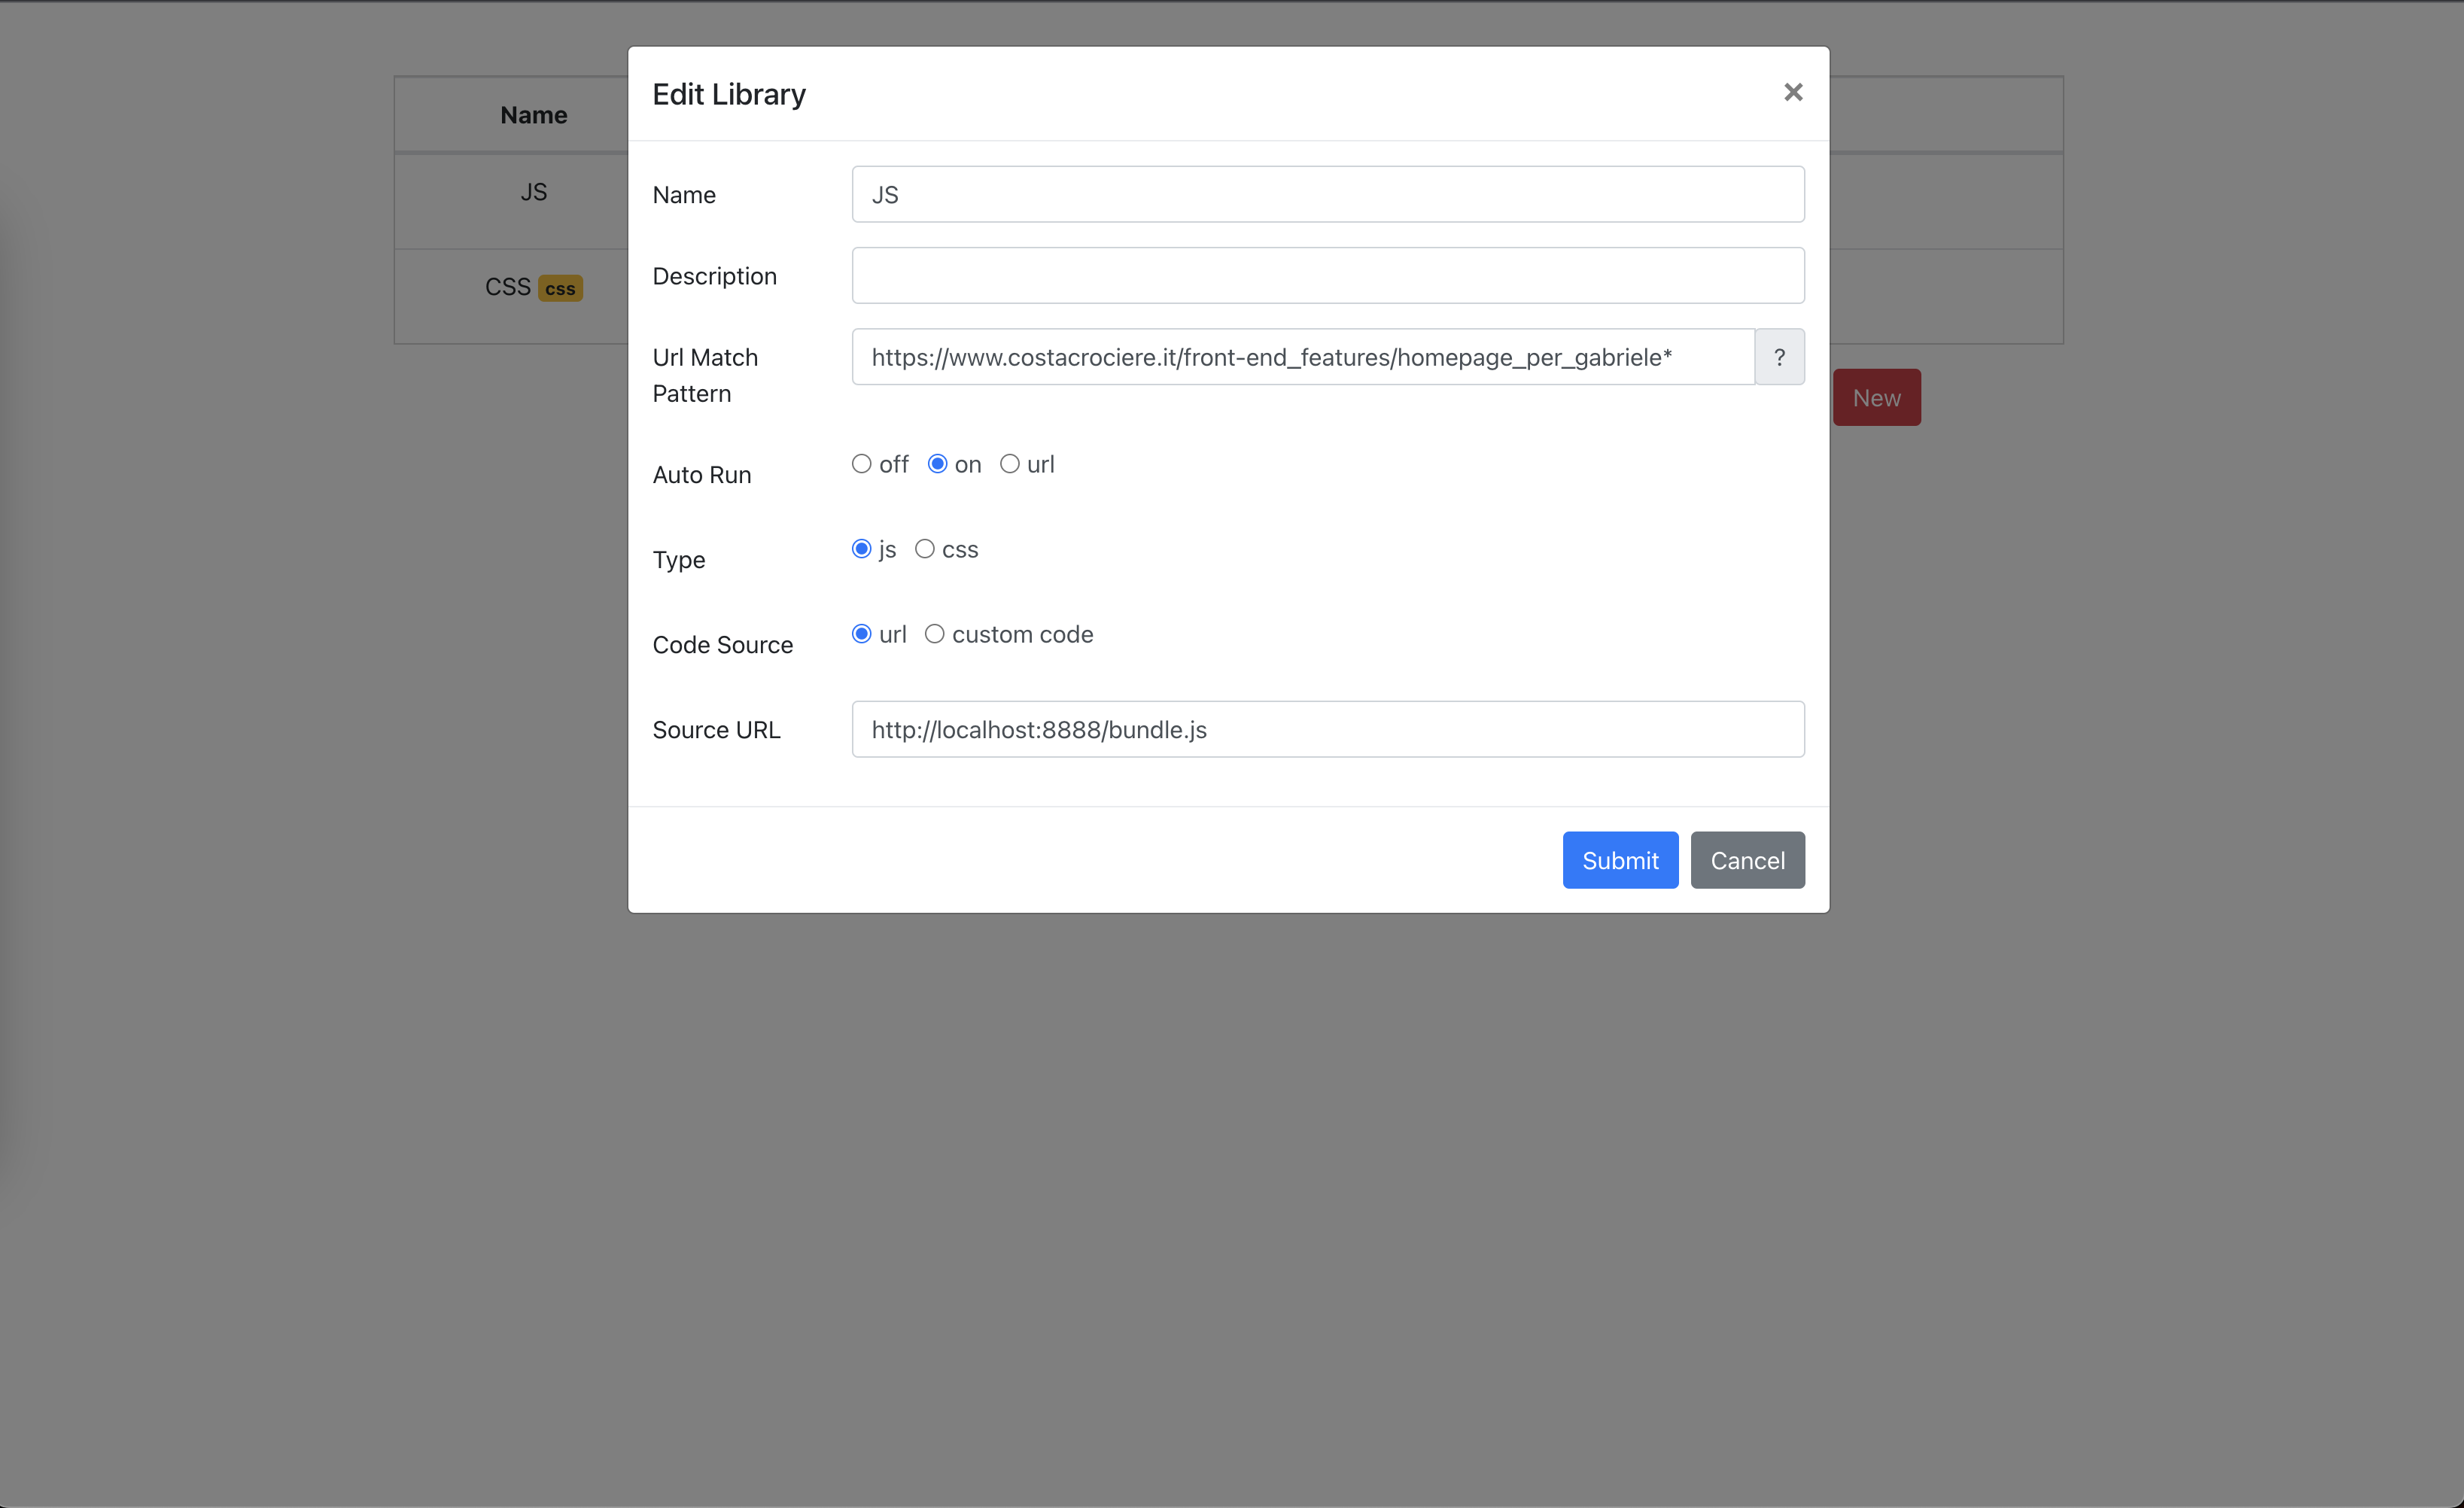 Edit Library ×
Name
JS
CSS css
Name JS
Description
Url Match
Pattern
https://www.costacrociere.it/front-end_features/homepage_per_gabriele* ?
Auto Run off on url
Type js css
Code Source url custom code
Source URL http://localhost:8888/bundle.js
Submit Cancel
New